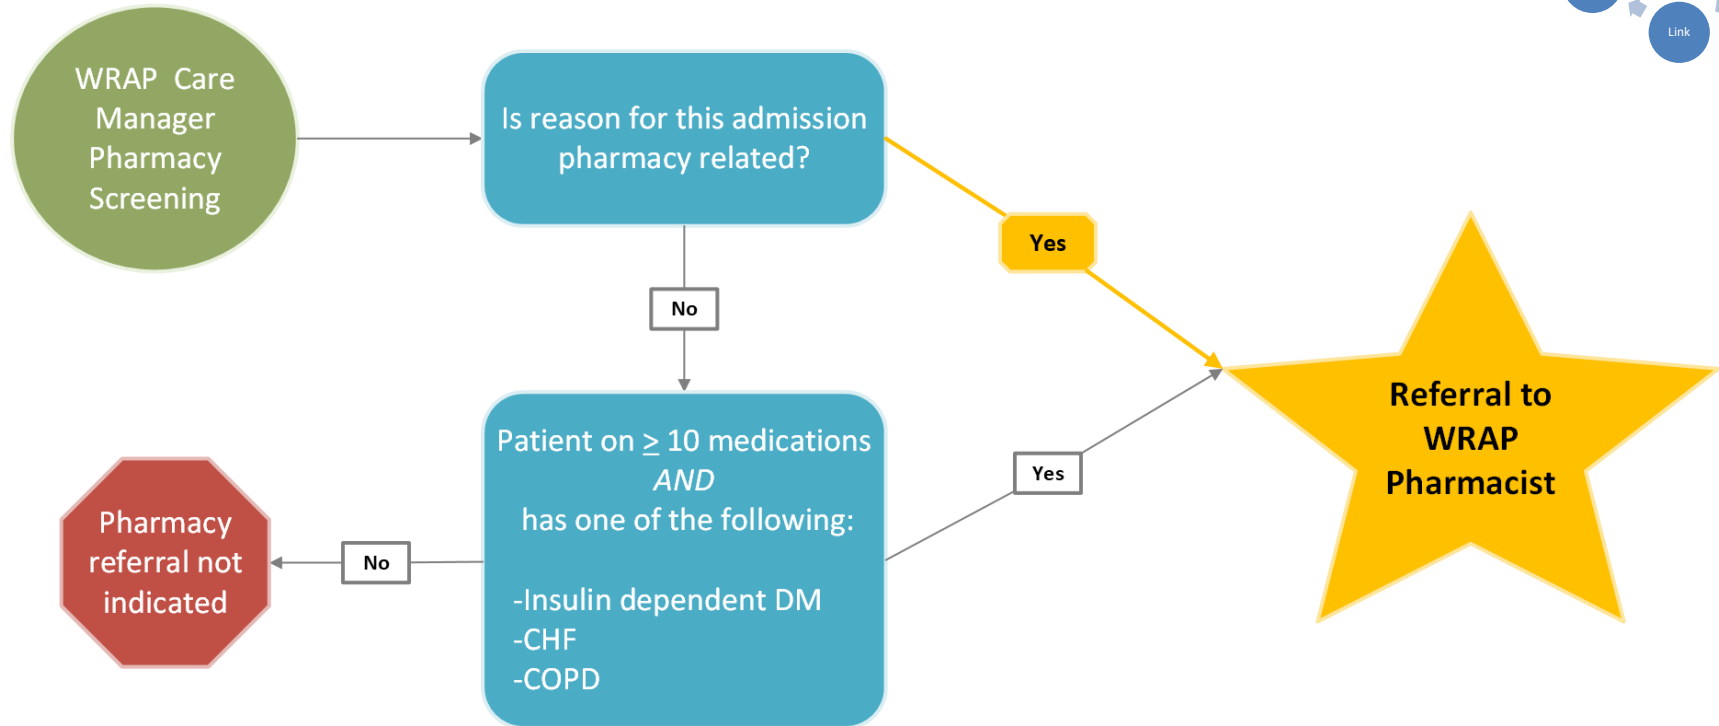 Link
WRAP Care
Manager
Pharmacy
Screening
Is reason for this admission
pharmacy related?
Yes
No
Patient on ≥ 10 medications
AND
has one of the following:
-Insulin dependent DM
-CHF
-COPD
Yes
No
Pharmacy
referral not
indicated
Referral to
WRAP
Pharmacist